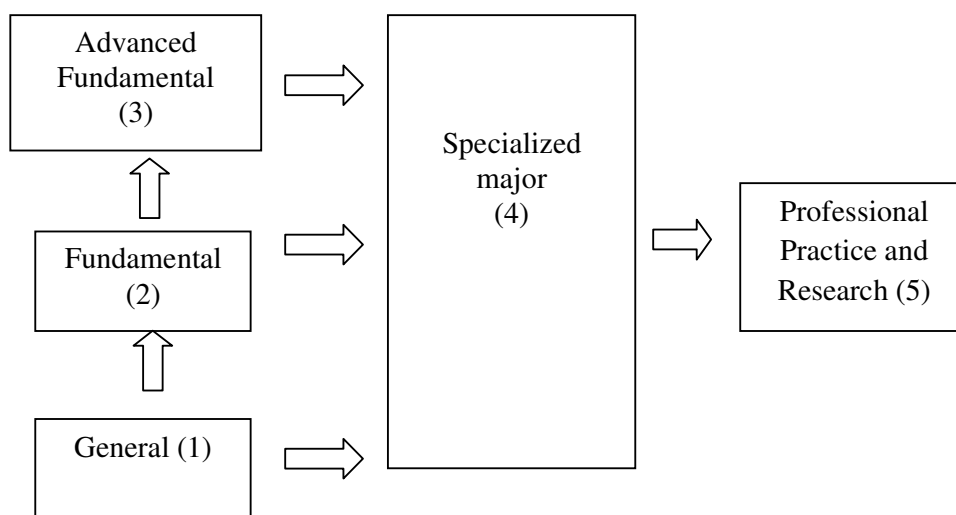 Advanced
Fundamental
(3)
Fundamental
(2)
General (1)
Specialized
major
(4)
Professional
Practice and
Research (5)